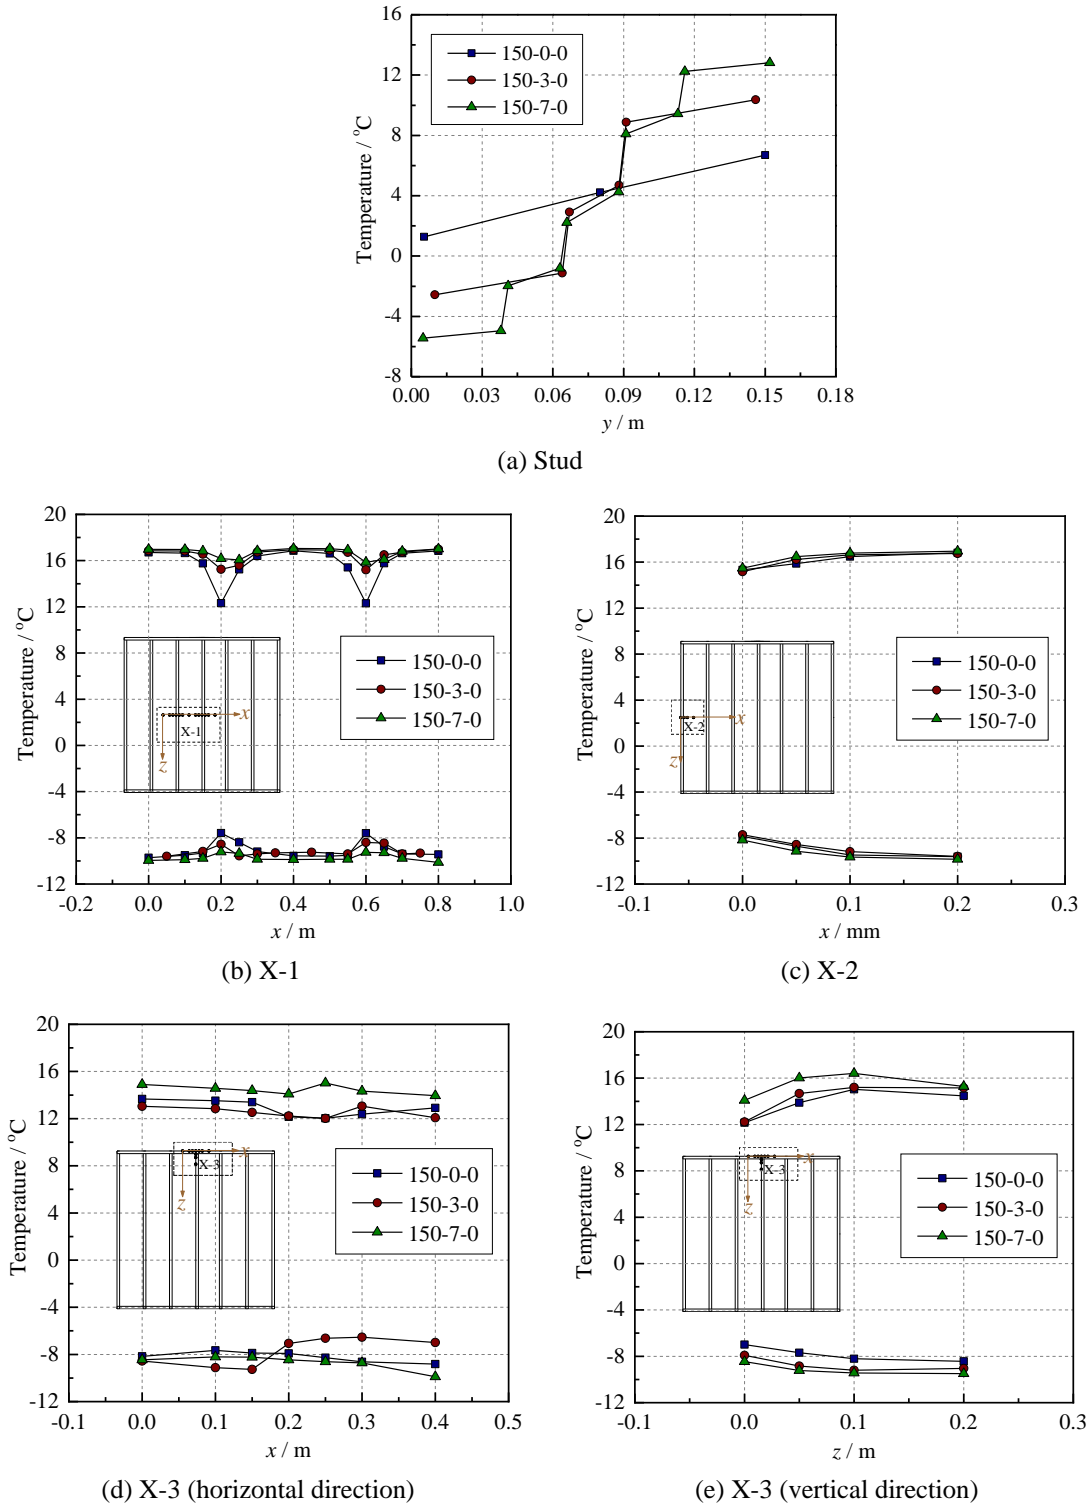 16
12
8
4
0
-4
-8
Temperature / °C
150-0-0
150-3-0
150-7-0
0.00 0.03 0.06 0.09 0.12 0.15 0.18
y / m
(a) Stud
20
16
12
8
4
0
-4
-8
-12
Temperature / °C
150-0-0
150-3-0
150-7-0
x
X-1
z
-0.2 0.0 0.2 0.4 0.6 0.8 1.0
x / m
(b) X-1
20
16
12
8
4
0
-4
-8
-12
Temperature / °C
150-0-0
150-3-0
150-7-0
x
X-2
z
-0.1 0.0 0.1 0.2 0.3
x / mm
(c) X-2
20
16
12
8
4
0
-4
-8
-12
Temperature / °C
150-0-0
150-3-0
150-7-0
x
X-3
z
-0.1 0.0 0.1 0.2 0.3 0.4 0.5
x / m
(d) X-3 (horizontal direction)
20
16
12
8
4
0
-4
-8
-12
Temperature / °C
150-0-0
150-3-0
150-7-0
x
X-3
z
-0.1 0.0 0.1 0.2 0.3
z / m
(e) X-3 (vertical direction)